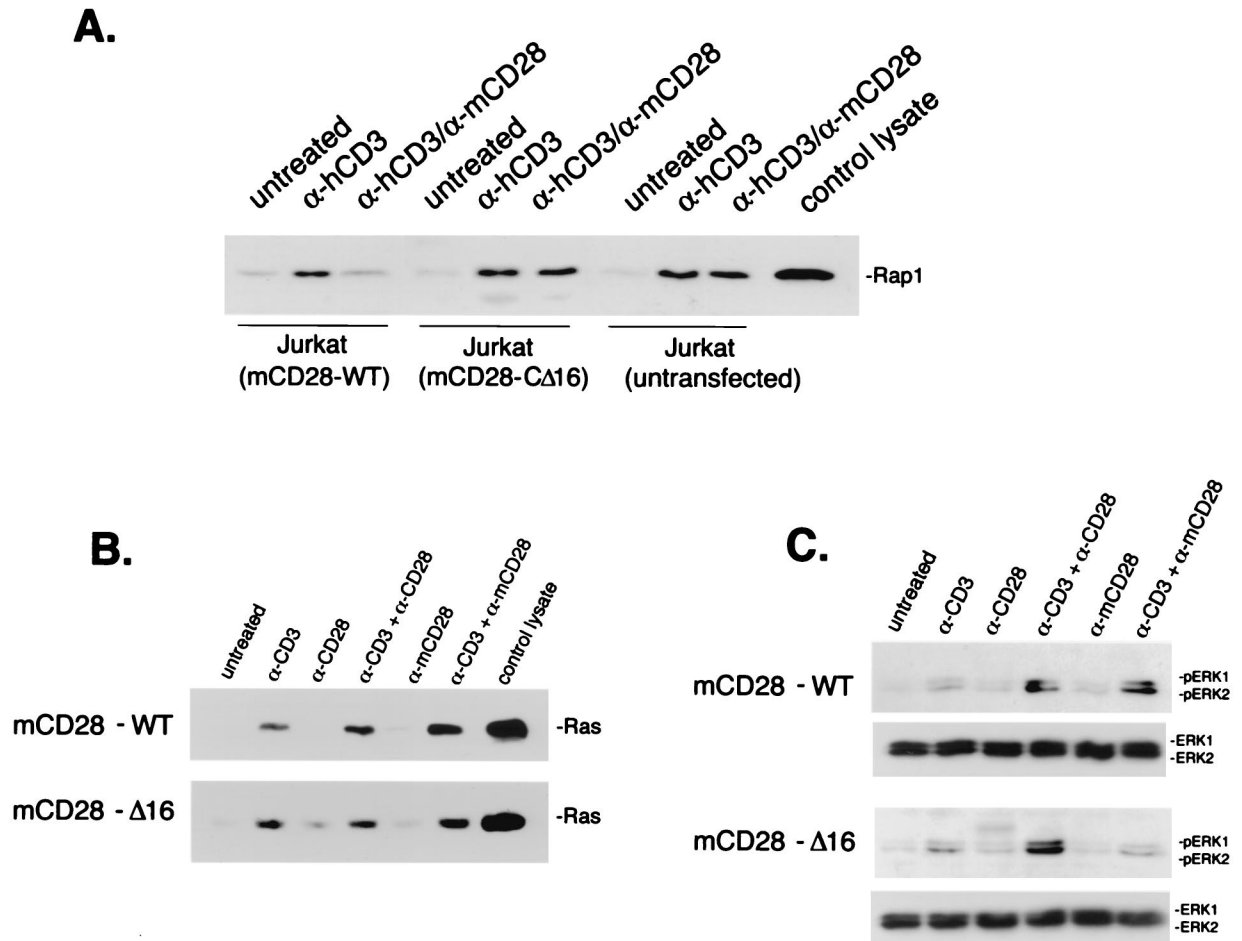 A.
untreated
α-hCD3
α-hCD3/α-mCD28
untreated
α-hCD3
α-hCD3/α-mCD28
untreated
α-hCD3
α-hCD3/α-mCD28
control lysate
-Rap1
Jurkat
(mCD28-WT)
Jurkat
(mCD28-CΔ16)
Jurkat
(untransfected)
B.
untreated
α-CD3
α-CD28
α-CD3 + α-CD28
α-mCD28
α-CD3 + α-mCD28
control lysate
mCD28 - WT
-Ras
mCD28 - Δ16
-Ras
C.
untreated
α-CD3
α-CD28
α-CD3 + α-CD28
α-mCD28
α-CD3 + α-mCD28
mCD28 - WT
-pERK1
-pERK2
-ERK1
-ERK2
mCD28 - Δ16
-pERK1
-pERK2
-ERK1
-ERK2